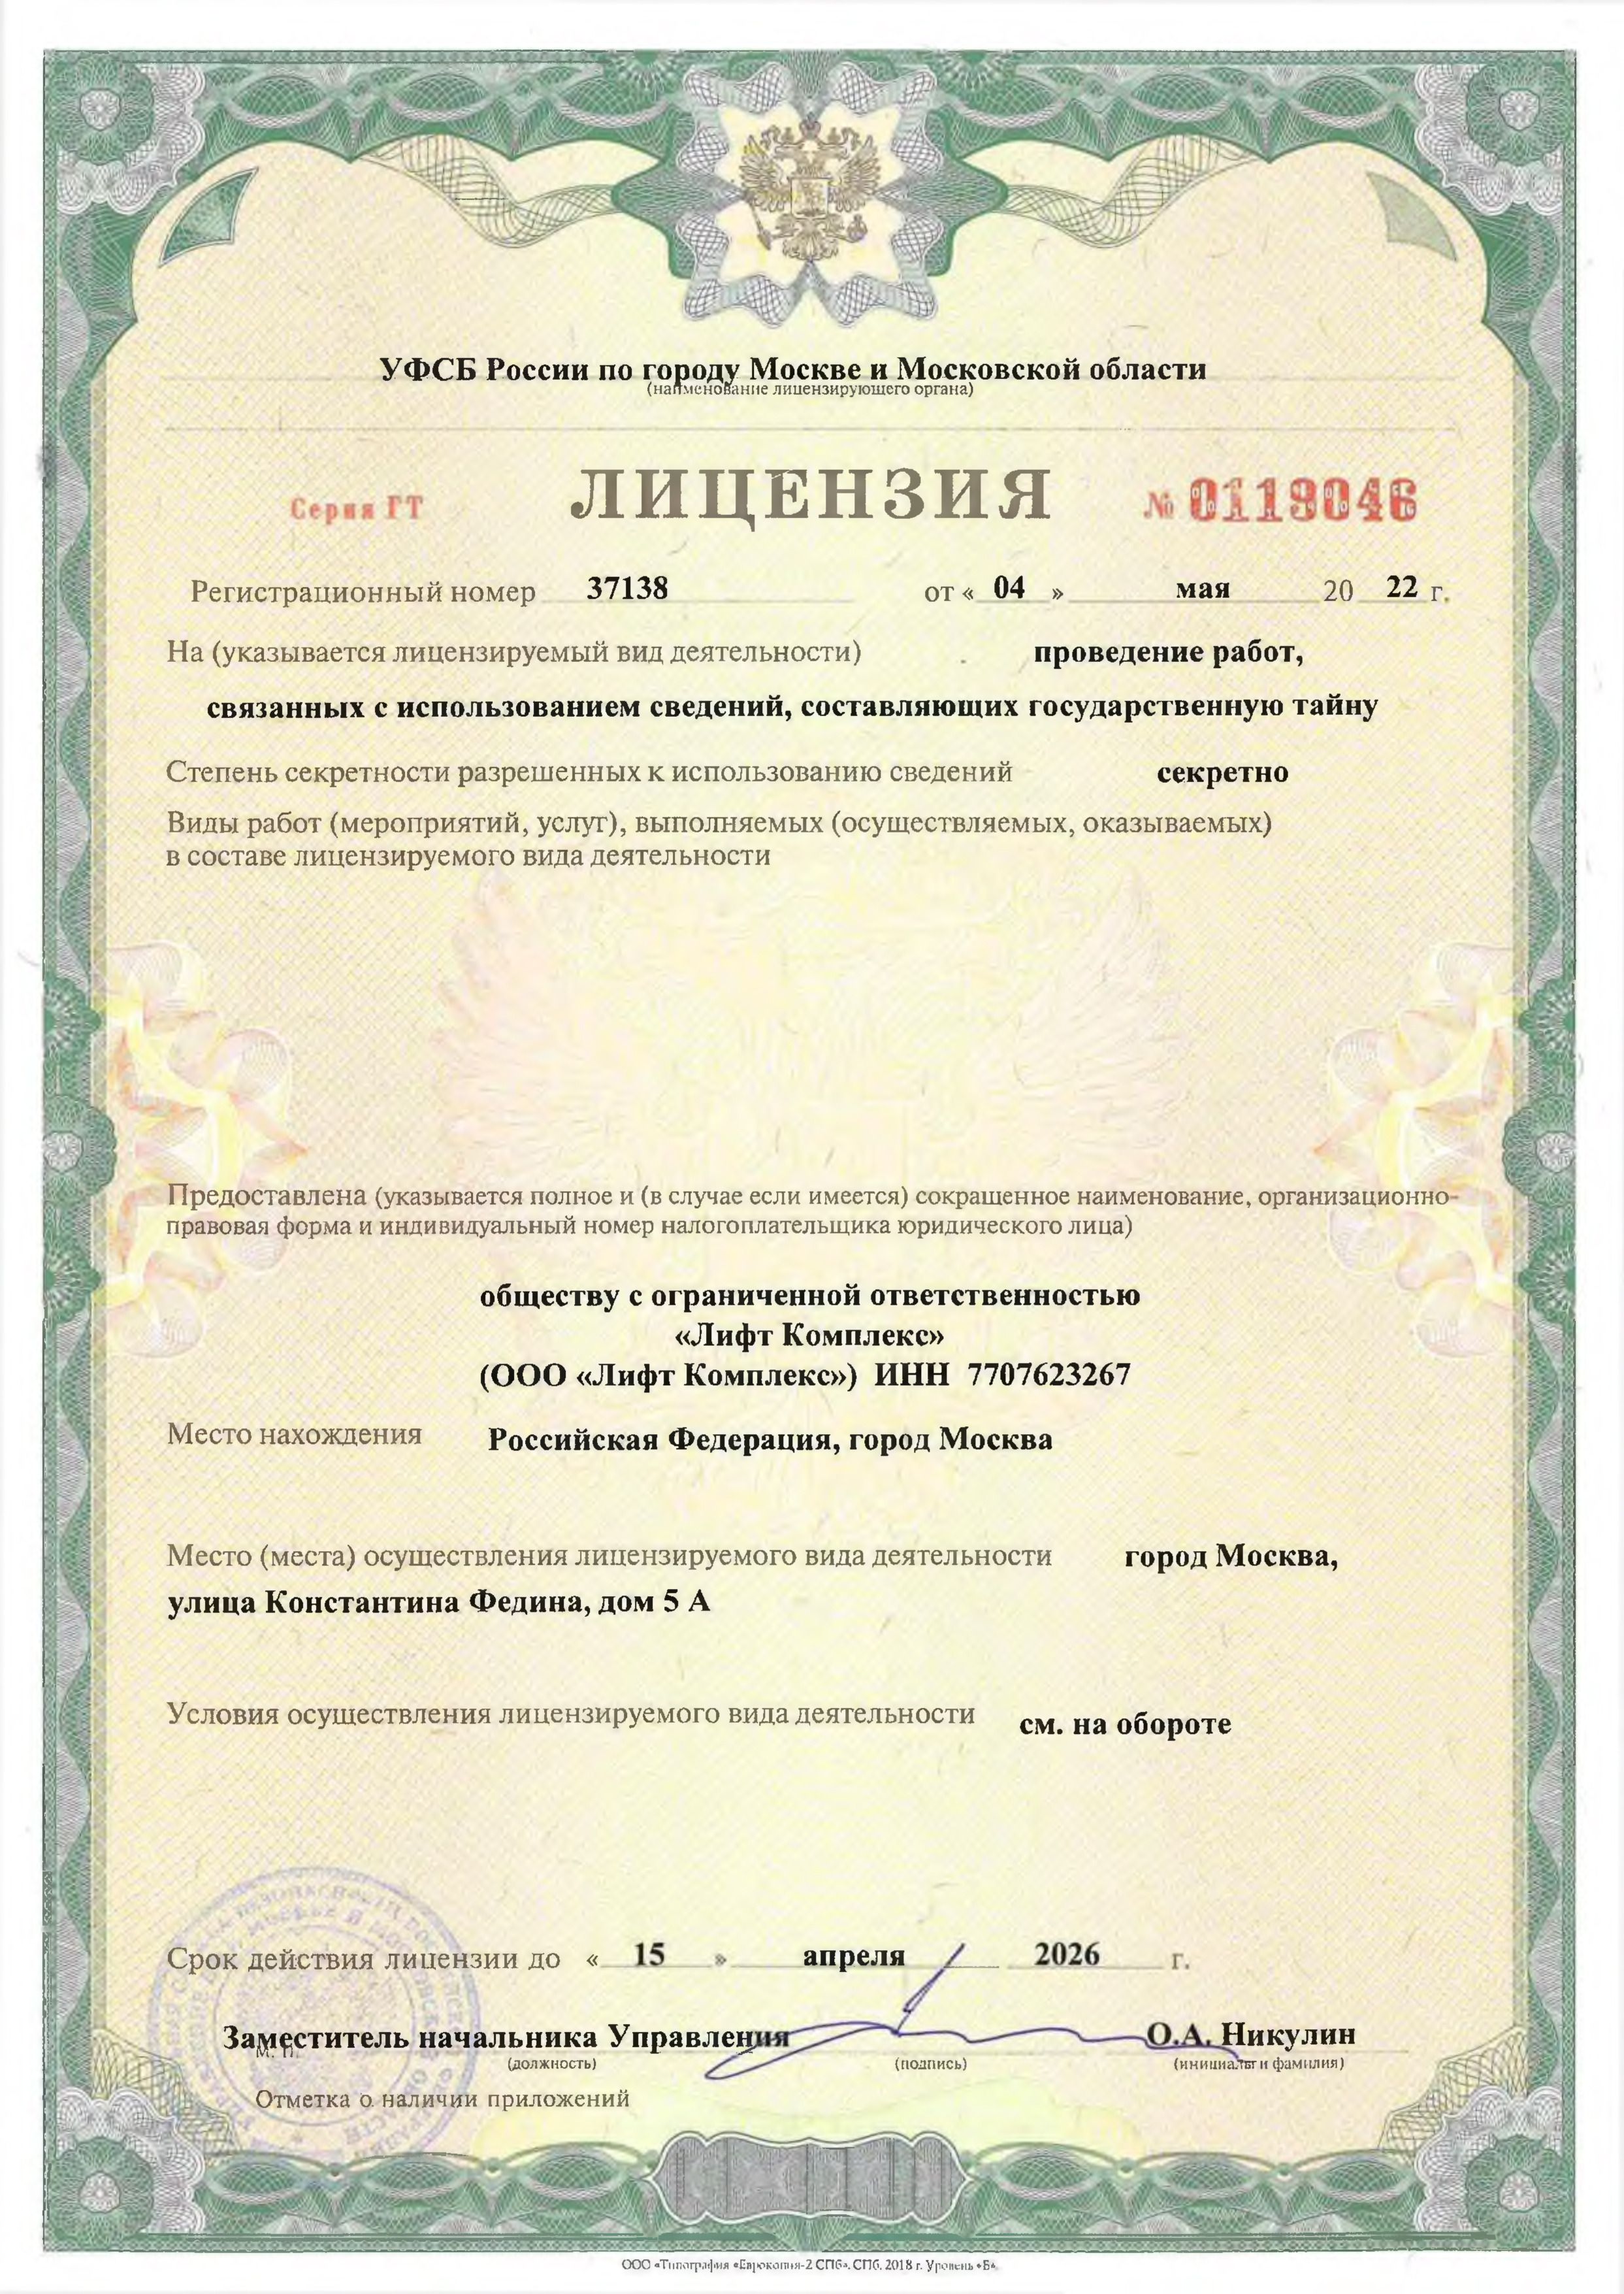 УФСБ России по городу Москве и Московской области
(наименование лицензирующего органа)
Серия ГТ ЛИЦЕНЗИЯ № 0119046
Регистрационный номер 37138 от « 04 » мая 20 22 г.
На (указывается лицензируемый вид деятельности) проведение работ,
связанных с использованием сведений, составляющих государственную тайну
Степень секретности разрешенных к использованию сведений секретно
Виды работ (мероприятий, услуг), выполняемых (осуществляемых, оказываемых)
в составе лицензируемого вида деятельности
Предоставлена (указывается полное и (в случае если имеется) сокращенное наименование, организационно-
правовая форма и индивидуальный номер налогоплательщика юридического лица)
обществу с ограниченной ответственностью
«Лифт Комплекс»
(ООО «Лифт Комплекс») ИНН 7707623267
Место нахождения Российская Федерация, город Москва
Место (места) осуществления лицензируемого вида деятельности город Москва,
улица Константина Федина, дом 5 А
Условия осуществления лицензируемого вида деятельности см. на обороте
Срок действия лицензии до « 15 » апреля 2026 г.
Заместитель начальника Управления О.А. Никулин
М. П. (должность) (подпись) (инициалы и фамилия)
Отметка о наличии приложений
ООО «Типография «Еврокопия-2 СПб». СПб. 2018 г. Уровень «Б».